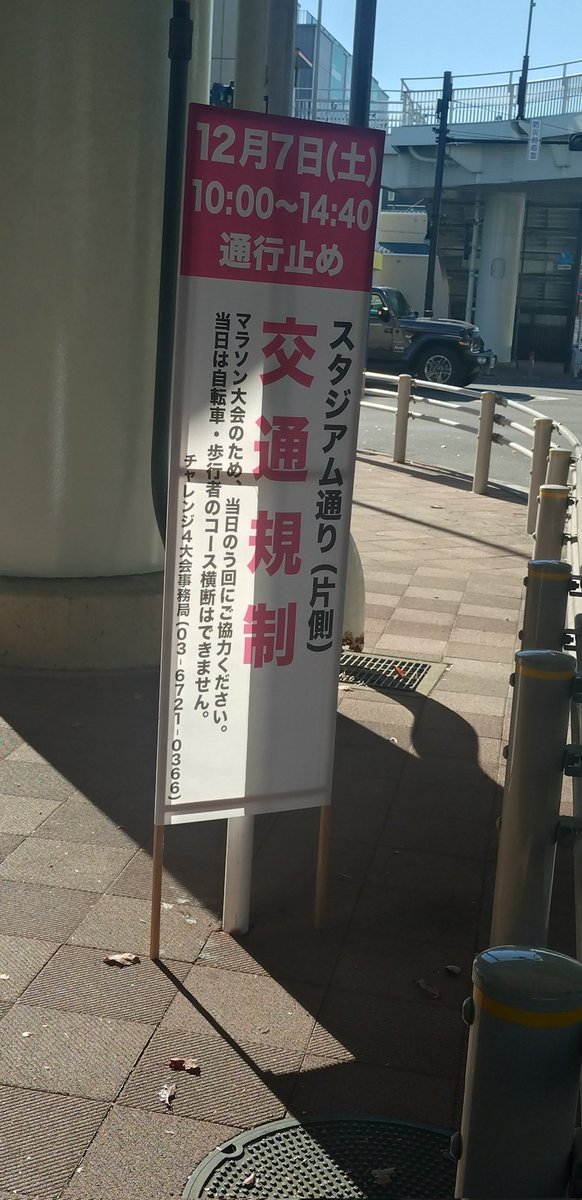 12月7日(土)
10:00～14:40
通行止め
スタジアム通り(片側)
交通規制
マラソン大会のため、当日のう回にご協力ください。
当日は自転車・歩行者のコース横断はできません。
チャレンジ4大会事務局(03-6721-0366)